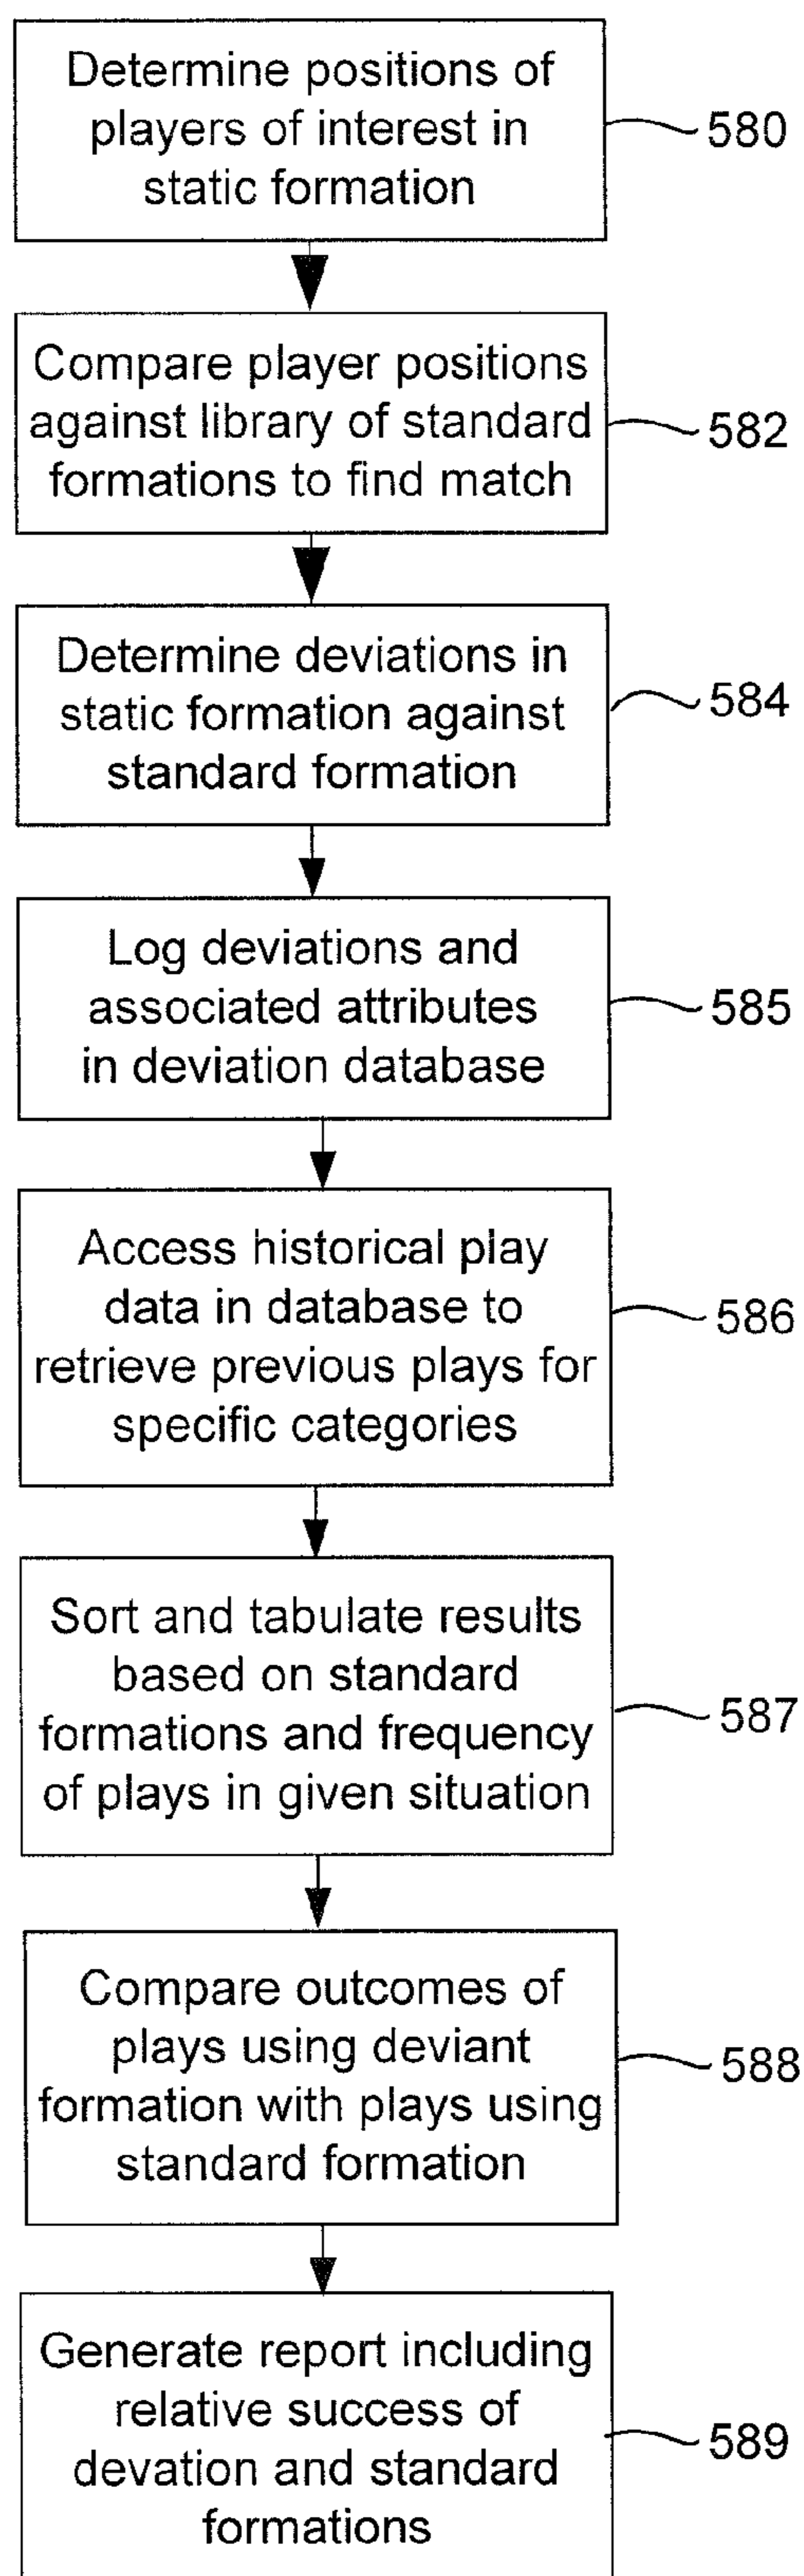 Determine positions of
players of interest in
static formation
580
Compare player positions
against library of standard
formations to find match
582
Determine deviations in
static formation against
standard formation
584
Log deviations and
associated attributes
in deviation database
585
Access historical play
data in database to
retrieve previous plays for
specific categories
586
Sort and tabulate results
based on standard
formations and frequency
of plays in given situation
587
Compare outcomes of
plays using deviant
formation with plays using
standard formation
588
Generate report including
relative success of
devation and standard
formations
589